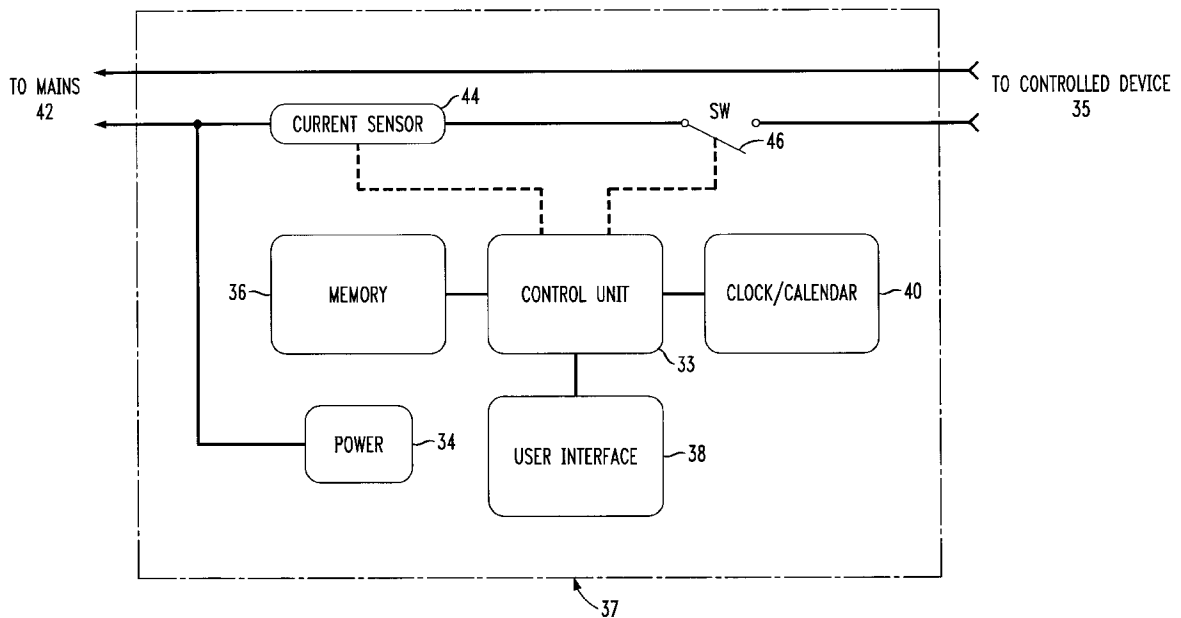 TO MAINS
42
44
CURRENT SENSOR
SW
46
TO CONTROLLED DEVICE
35
36
MEMORY
CONTROL UNIT
33
CLOCK/CALENDAR
40
POWER
34
USER INTERFACE
38
37